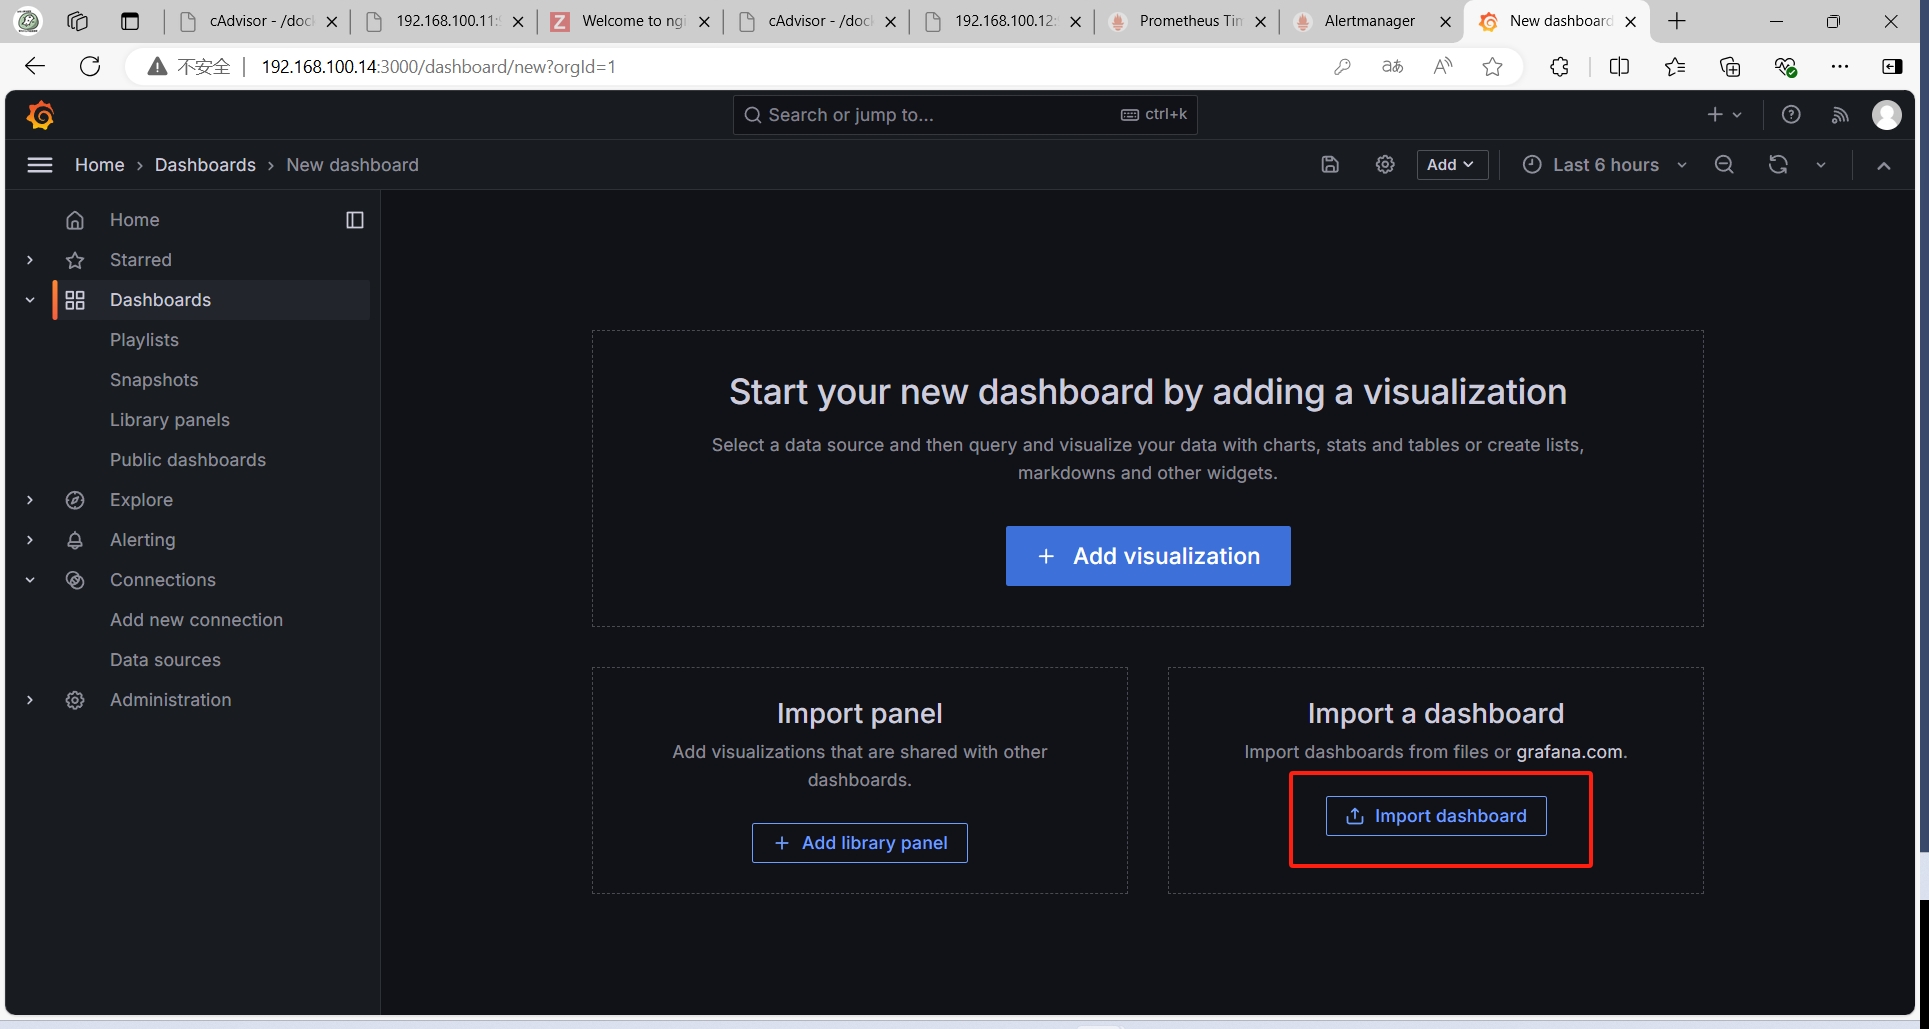 cAdvisor - /doc
192.168.100.11:
Welcome to ngi
cAdvisor - /doc
192.168.100.12:
Prometheus Tim
Alertmanager
New dashboard
不安全
192.168.100.14:3000/dashboard/new?orgId=1
Search or jump to...
ctrl+k
Home › Dashboards › New dashboard
Add
Last 6 hours
Home
Starred
Dashboards
Playlists
Snapshots
Library panels
Public dashboards
Explore
Alerting
Connections
Add new connection
Data sources
Administration
Start your new dashboard by adding a visualization
Select a data source and then query and visualize your data with charts, stats and tables or create lists,
markdowns and other widgets.
+ Add visualization
Import panel
Add visualizations that are shared with other
dashboards.
+ Add library panel
Import a dashboard
Import dashboards from files or grafana.com.
Import dashboard